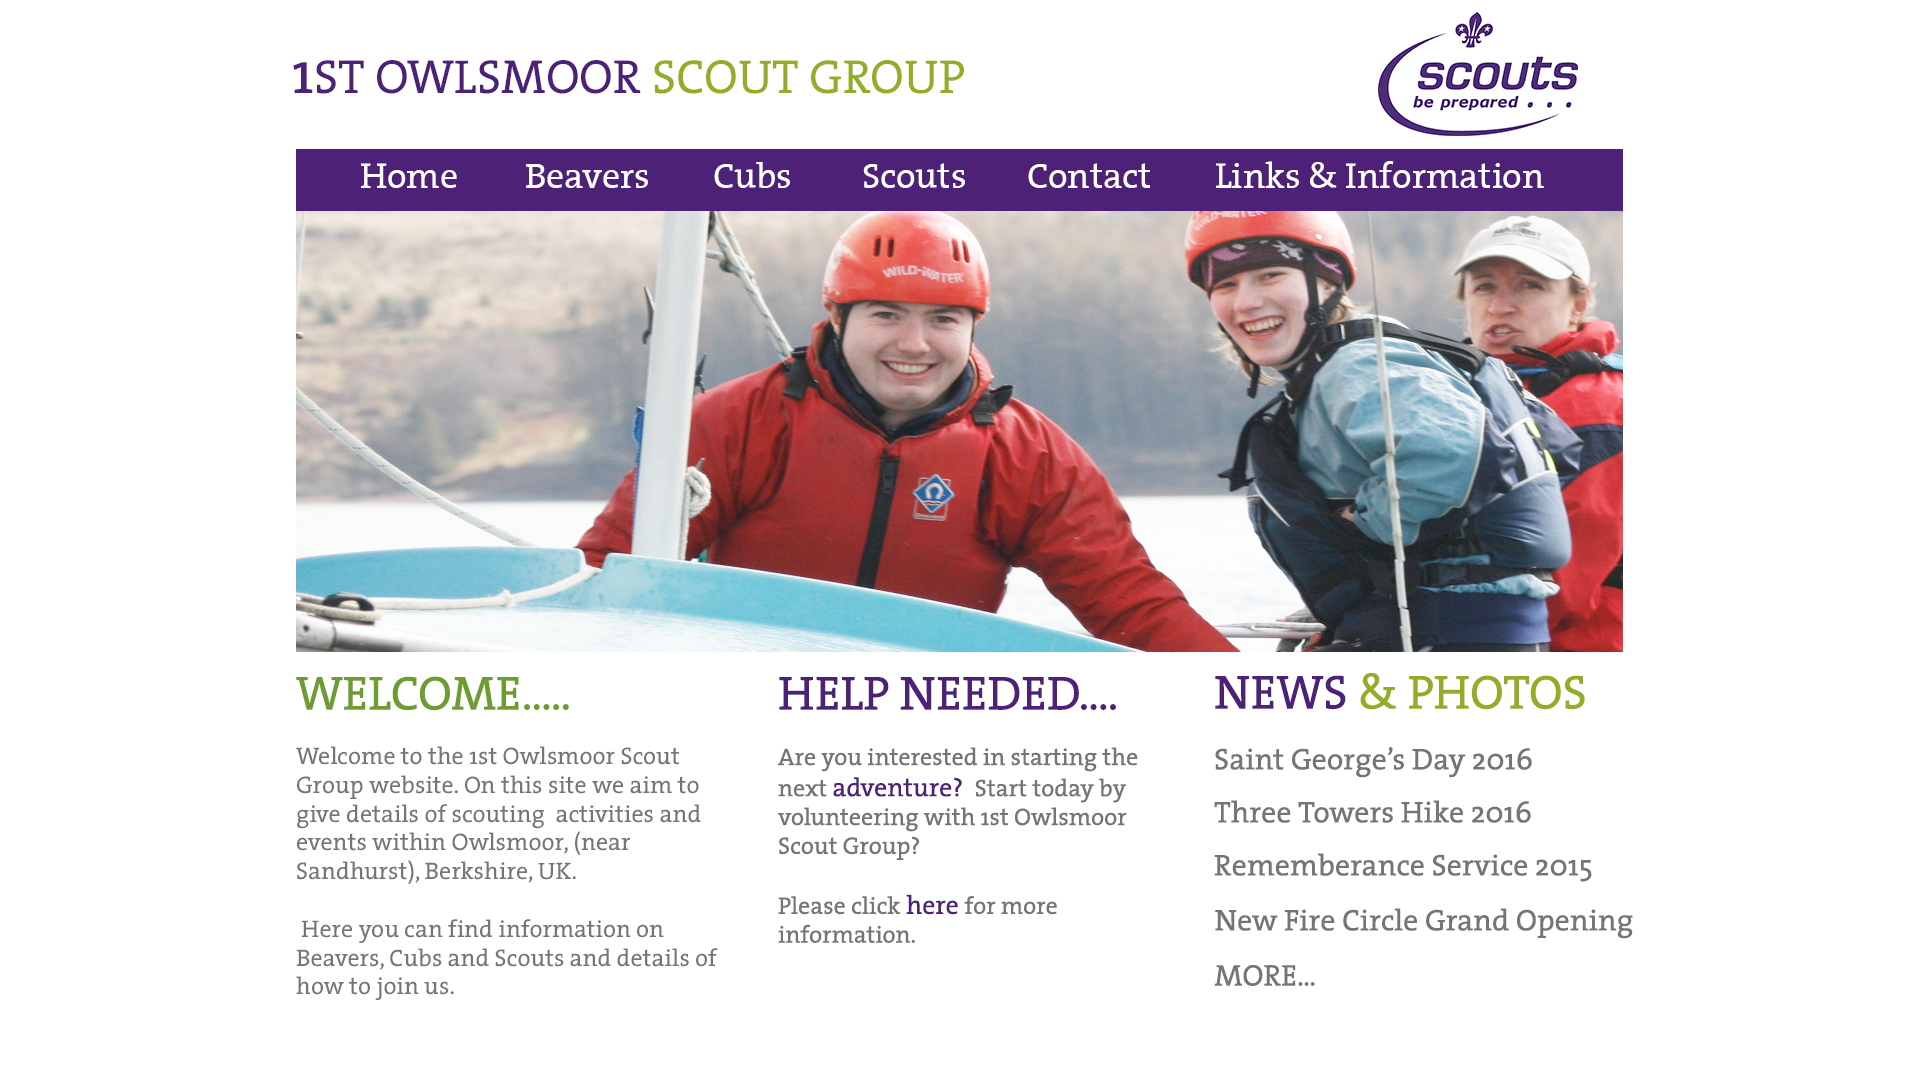 1ST OWLSMOOR SCOUT GROUP
scouts
be prepared . . .
Home Beavers Cubs Scouts Contact Links & Information
WILD-WATER
WILD-WATER
WELCOME.....
Welcome to the 1st Owlsmoor Scout
Group website. On this site we aim to
give details of scouting  activities and
events within Owlsmoor, (near
Sandhurst), Berkshire, UK.
Here you can find information on
Beavers, Cubs and Scouts and details of
how to join us.
HELP NEEDED....
Are you interested in starting the
next adventure?  Start today by
volunteering with 1st Owlsmoor
Scout Group?
Please click here for more
information.
NEWS & PHOTOS
Saint George’s Day 2016
Three Towers Hike 2016
Rememberance Service 2015
New Fire Circle Grand Opening
MORE...